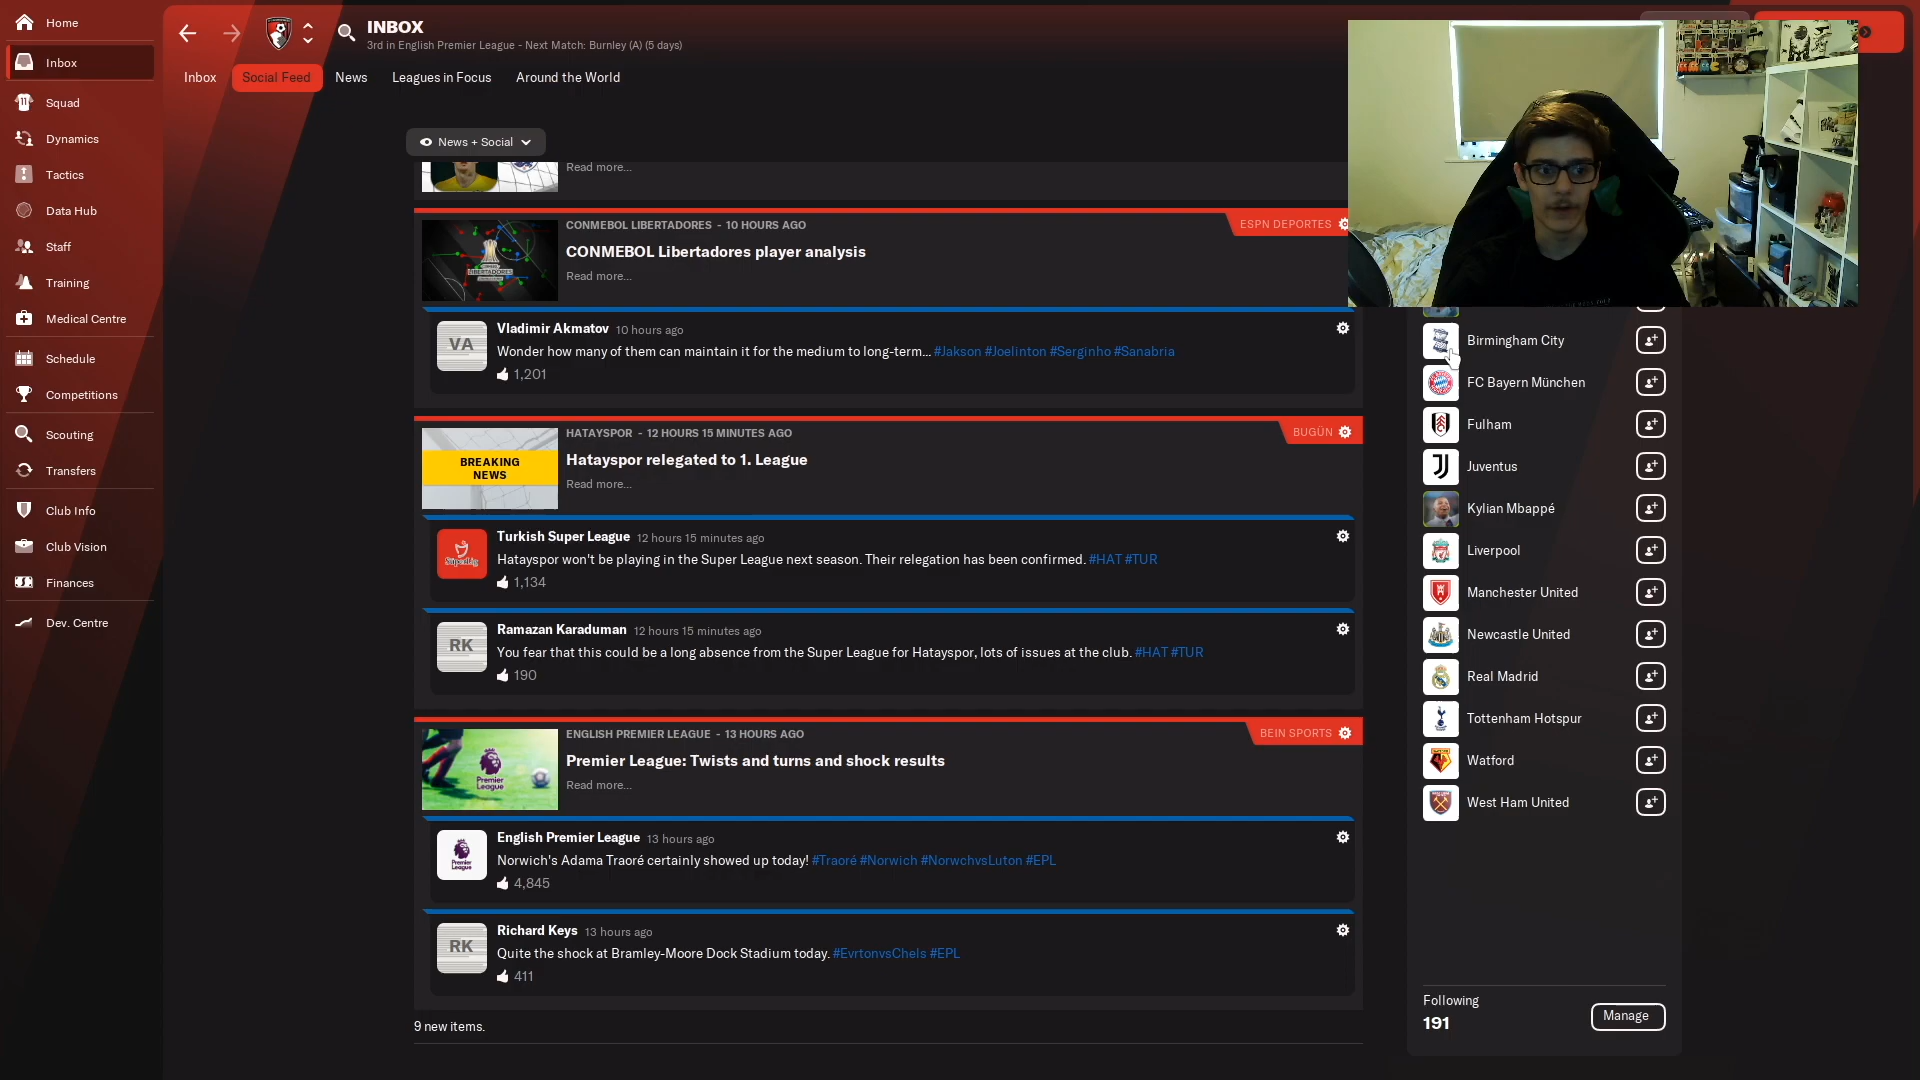 Home
Inbox
Squad
Dynamics
Tactics
Data Hub
Staff
Training
Medical Centre
Schedule
Competitions
Scouting
Transfers
Club Info
Club Vision
Finances
Dev. Centre
INBOX
3rd in English Premier League - Next Match: Burnley (A) (5 days)
Inbox Social Feed News Leagues in Focus Around the World
News + Social
Read more...
CONMEBOL LIBERTADORES - 10 HOURS AGO
ESPN DEPORTES
CONMEBOL Libertadores player analysis
Read more...
VA
Vladimir Akmatov 10 hours ago
Wonder how many of them can maintain it for the medium to long-term... #Jakson #Joelinton #Serginho #Sanabria
1,201
HATAYSPOR - 12 HOURS 15 MINUTES AGO
BUGÜN
BREAKING
NEWS
Hatayspor relegated to 1. League
Read more...
Turkish Super League 12 hours 15 minutes ago
Hatayspor won't be playing in the Super League next season. Their relegation has been confirmed. #HAT #TUR
1,134
RK
Ramazan Karaduman 12 hours 15 minutes ago
You fear that this could be a long absence from the Super League for Hatayspor, lots of issues at the club. #HAT #TUR
190
ENGLISH PREMIER LEAGUE - 13 HOURS AGO
BEIN SPORTS
Premier League
Premier League: Twists and turns and shock results
Read more...
Premier League
English Premier League 13 hours ago
Norwich's Adama Traoré certainly showed up today! #Traoré #Norwich #NorwchvsLuton #EPL
4,845
RK
Richard Keys 13 hours ago
Quite the shock at Bramley-Moore Dock Stadium today. #EvrtonvsChels #EPL
411
9 new items.
Birmingham City
FC Bayern München
Fulham
Juventus
Kylian Mbappé
Liverpool
Manchester United
Newcastle United
Real Madrid
Tottenham Hotspur
Watford
West Ham United
Following
191
Manage